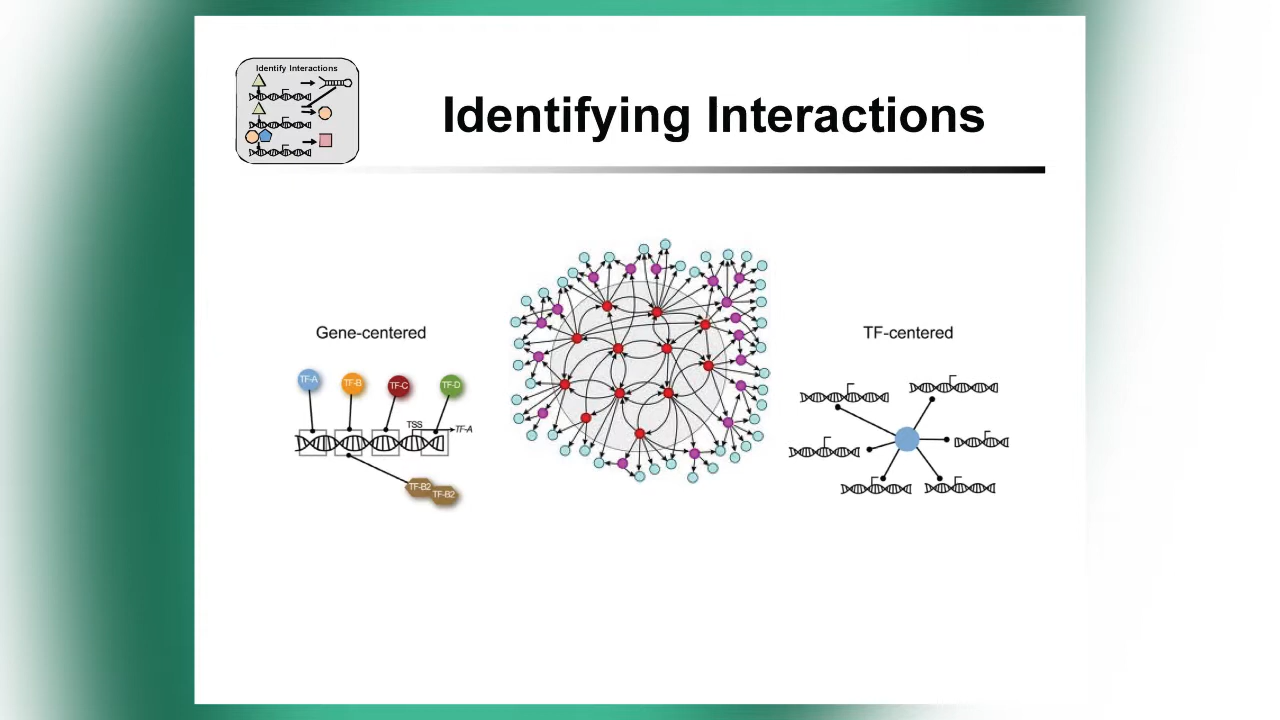 Identify Interactions
Identifying Interactions
Gene-centered
TF-A
TF-B
TF-C
TF-D
TSS
TF-A
TF-B2
TF-B2
TF-centered